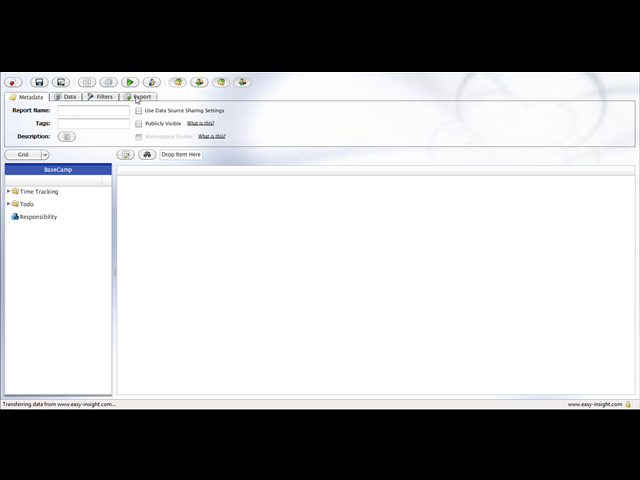 Metadata Data Filters Export
Report Name: Use Data Source Sharing Settings
Tags: Publicly Visible What is this?
Description: Marketplace Visible What is this?
Grid Drop Item Here
BaseCamp
Time Tracking
Todo
Responsibility
Transferring data from www.easy-insight.com... www.easy-insight.com